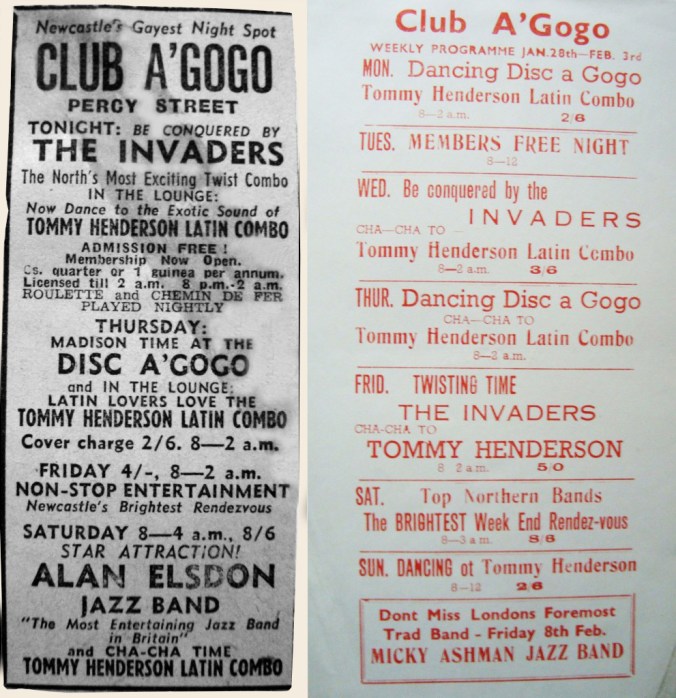 Newcastle's Gayest Night Spot
CLUB A'GOGO
PERCY STREET
TONIGHT: BE CONQUERED BY
THE INVADERS
The North's Most Exciting Twist Combo
IN THE LOUNGE:
Now Dance to the Exotic Sound of
TOMMY HENDERSON LATIN COMBO
ADMISSION FREE!
Membership Now Open.
quarter or 1 guinea per annum.
Licensed till 2 a.m. 8 p.m.-2 a.m.
ROULETTE and CHEMIN DE FER
PLAYED NIGHTLY
THURSDAY:
MADISON TIME AT THE
DISC A'GOGO
and IN THE LOUNGE:
LATIN LOVERS LOVE THE
TOMMY HENDERSON LATIN COMBO
Cover charge 2/6. 8—2 a.m.
FRIDAY 4/-, 8—2 a.m.
NON-STOP ENTERTAINMENT
Newcastle's Brightest Rendezvous
SATURDAY 8—4 a.m., 8/6
STAR ATTRACTION!
ALAN ELSDON
JAZZ BAND
"The Most Entertaining Jazz Band
in Britain"
and CHA-CHA TIME
TOMMY HENDERSON LATIN COMBO
Club A'Gogo
WEEKLY PROGRAMME JAN. 28th—FEB. 3rd
MON. Dancing Disc a Gogo
Tommy Henderson Latin Combo
8—2 a.m. 2/6
TUES. MEMBERS FREE NIGHT
8—12
WED. Be conquered by the
INVADERS
CHA—CHA TO —
Tommy Henderson Latin Combo
8—2 a.m. 3/6
THUR. Dancing Disc a Gogo
CHA—CHA TO
Tommy Henderson Latin Combo
8—2 a.m.
FRID. TWISTING TIME
THE INVADERS
CHA-CHA TO
TOMMY HENDERSON
8 2 a.m. 5/0
SAT. Top Northern Bands
The BRIGHTEST Week End Rendez-vous
8—3 a.m. 8/6
SUN. DANCING ot Tommy Henderson
8—12 2/6
Dont Miss Londons Foremost
Trad Band - Friday 8th Feb.
MICKY ASHMAN JAZZ BAND